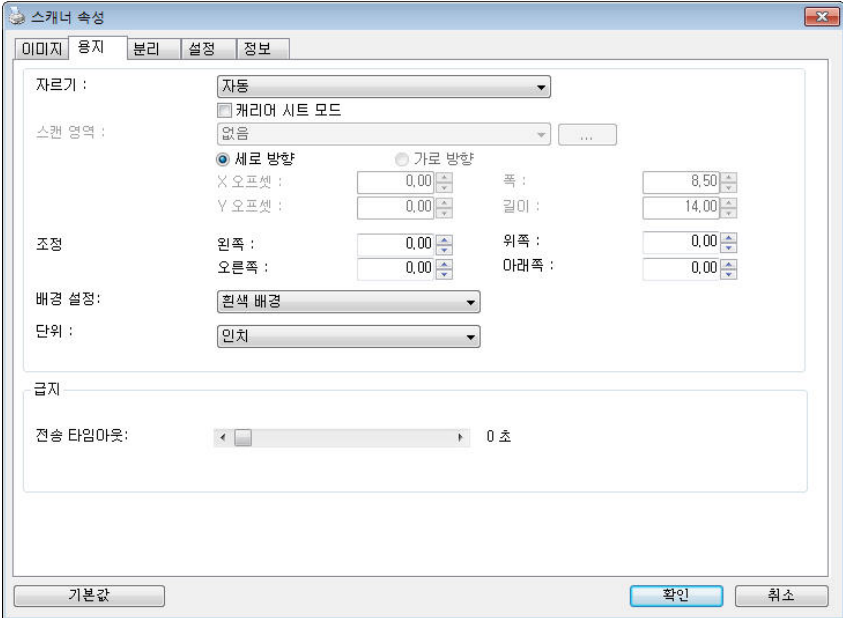 스캐너 속성
이미지 용지 분리 설정 정보
자르기 : 자동
캐리어 시트 모드
스캔 영역 : 없음 ...
세로 방향 가로 방향
X 오프셋 : 0,00 폭 : 8,50
Y 오프셋 : 0,00 길이 : 14,00
조정 왼쪽 : 0,00 위쪽 : 0,00
오른쪽 : 0,00 아래쪽 : 0,00
배경 설정: 흰색 배경
단위 : 인치
급지
전송 타임아웃: 0 초
기본값 확인 취소